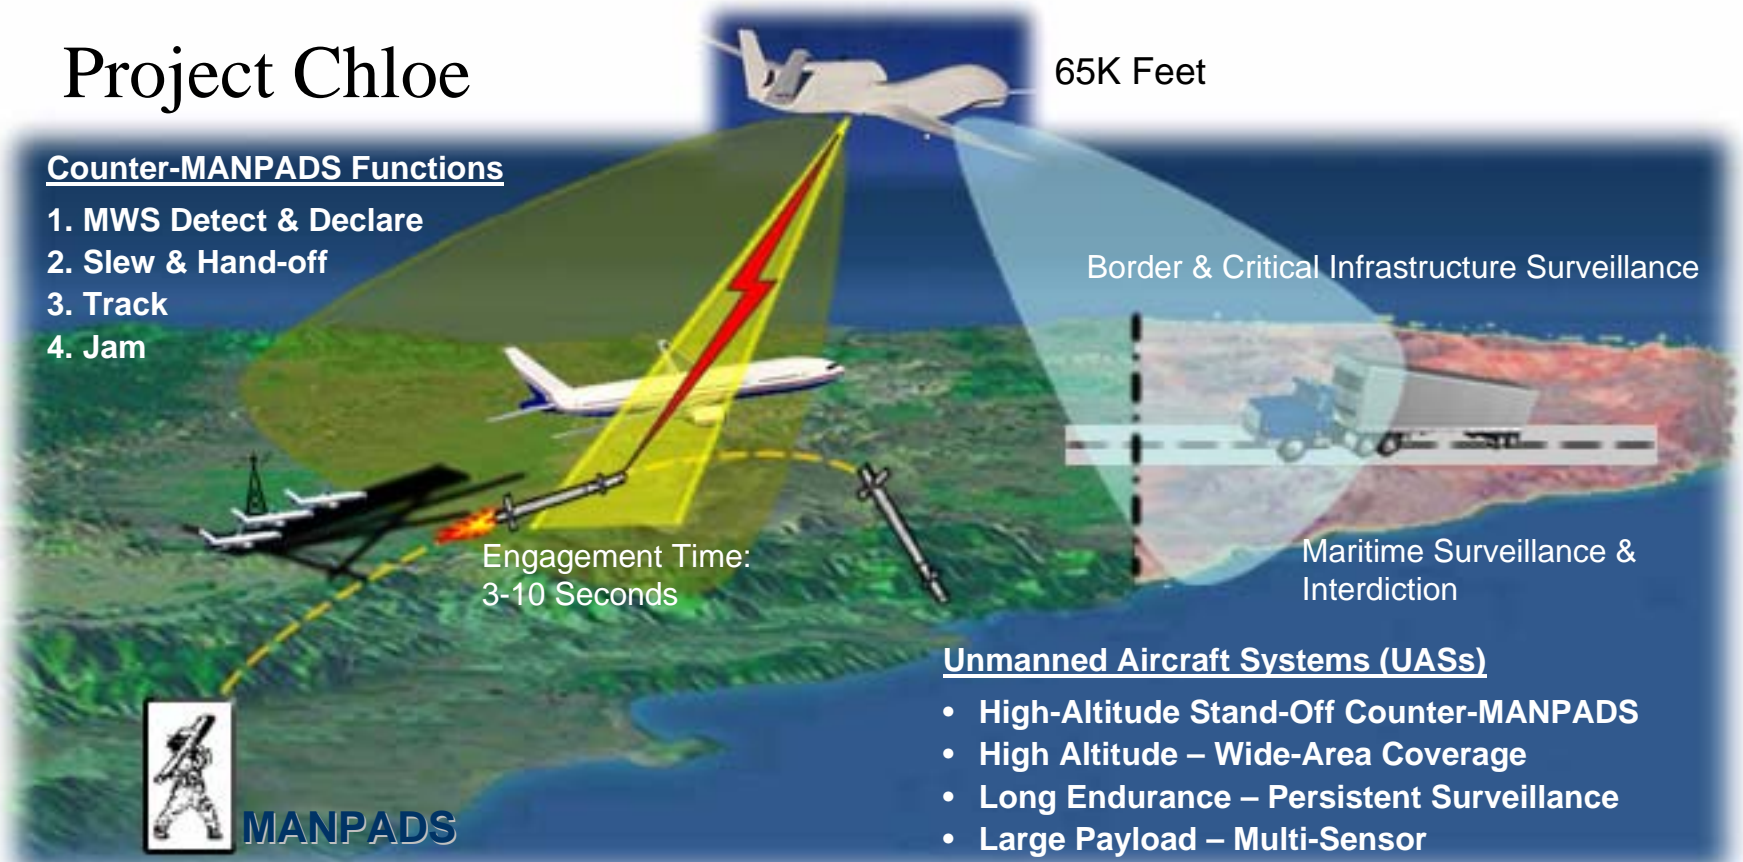 Project Chloe
65K Feet
Counter-MANPADS Functions
1. MWS Detect & Declare
2. Slew & Hand-off
3. Track
4. Jam
Border & Critical Infrastructure Surveillance
Engagement Time:
3-10 Seconds
Maritime Surveillance &
Interdiction
MANPADS
Unmanned Aircraft Systems (UASs)
• High-Altitude Stand-Off Counter-MANPADS
• High Altitude – Wide-Area Coverage
• Long Endurance – Persistent Surveillance
• Large Payload – Multi-Sensor